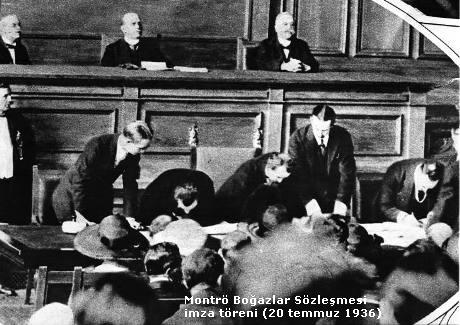 Montrö Boğazlar Sözleşmesi
imza töreni (20 temmuz 1936)